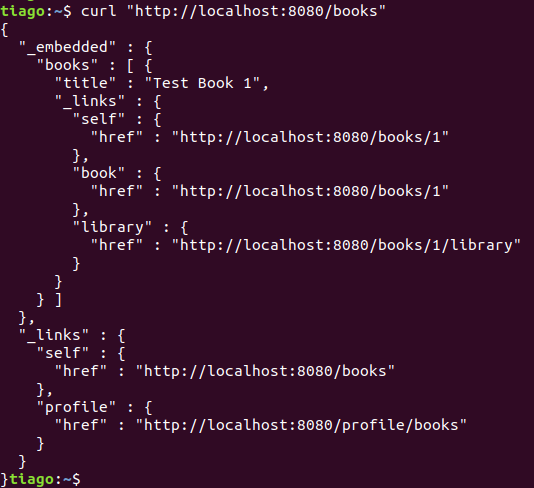 tiago:~$ curl "http://localhost:8080/books"
{
  "_embedded" : {
    "books" : [ {
      "title" : "Test Book 1",
      "_links" : {
        "self" : {
          "href" : "http://localhost:8080/books/1"
        },
        "book" : {
          "href" : "http://localhost:8080/books/1"
        },
        "library" : {
          "href" : "http://localhost:8080/books/1/library"
        }
      }
    } ]
  },
  "_links" : {
    "self" : {
      "href" : "http://localhost:8080/books"
    },
    "profile" : {
      "href" : "http://localhost:8080/profile/books"
    }
  }
}tiago:~$